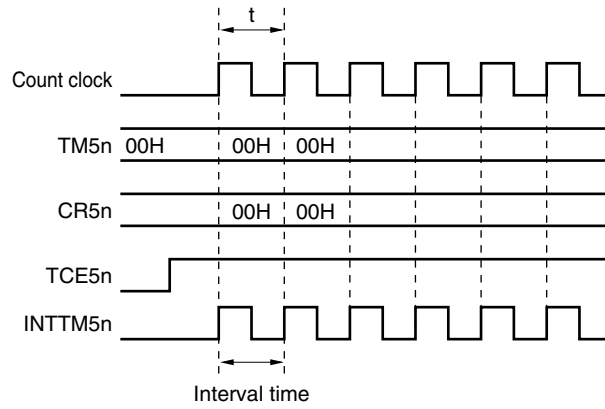 t
Count clock
TM5n 00H 00H 00H
CR5n 00H 00H
TCE5n
INTTM5n
Interval time